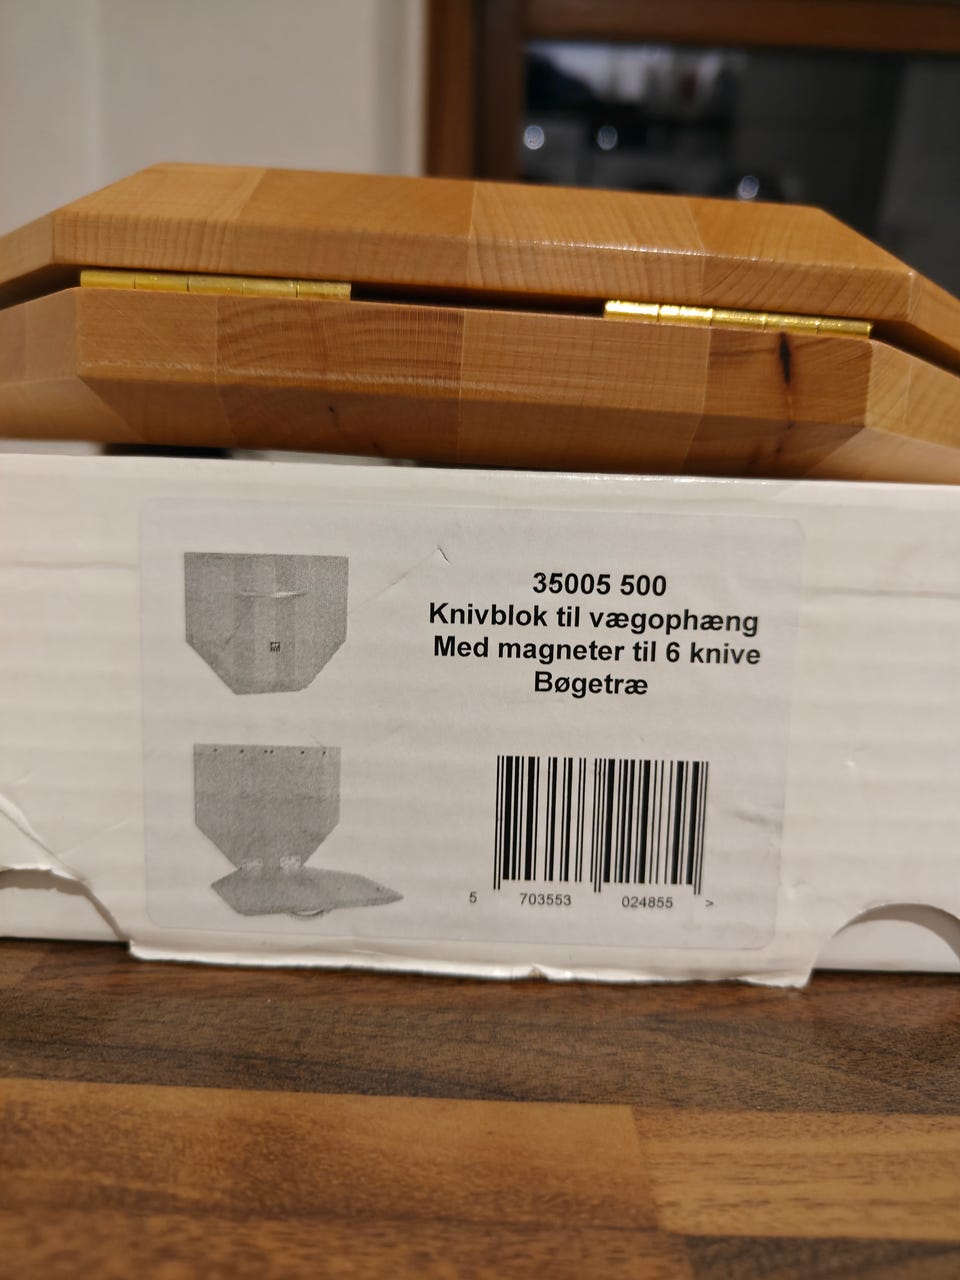 35005 500
Knivblok til vægophæng
Med magneter til 6 knive
Bøgetræ
5 703553 024855 >